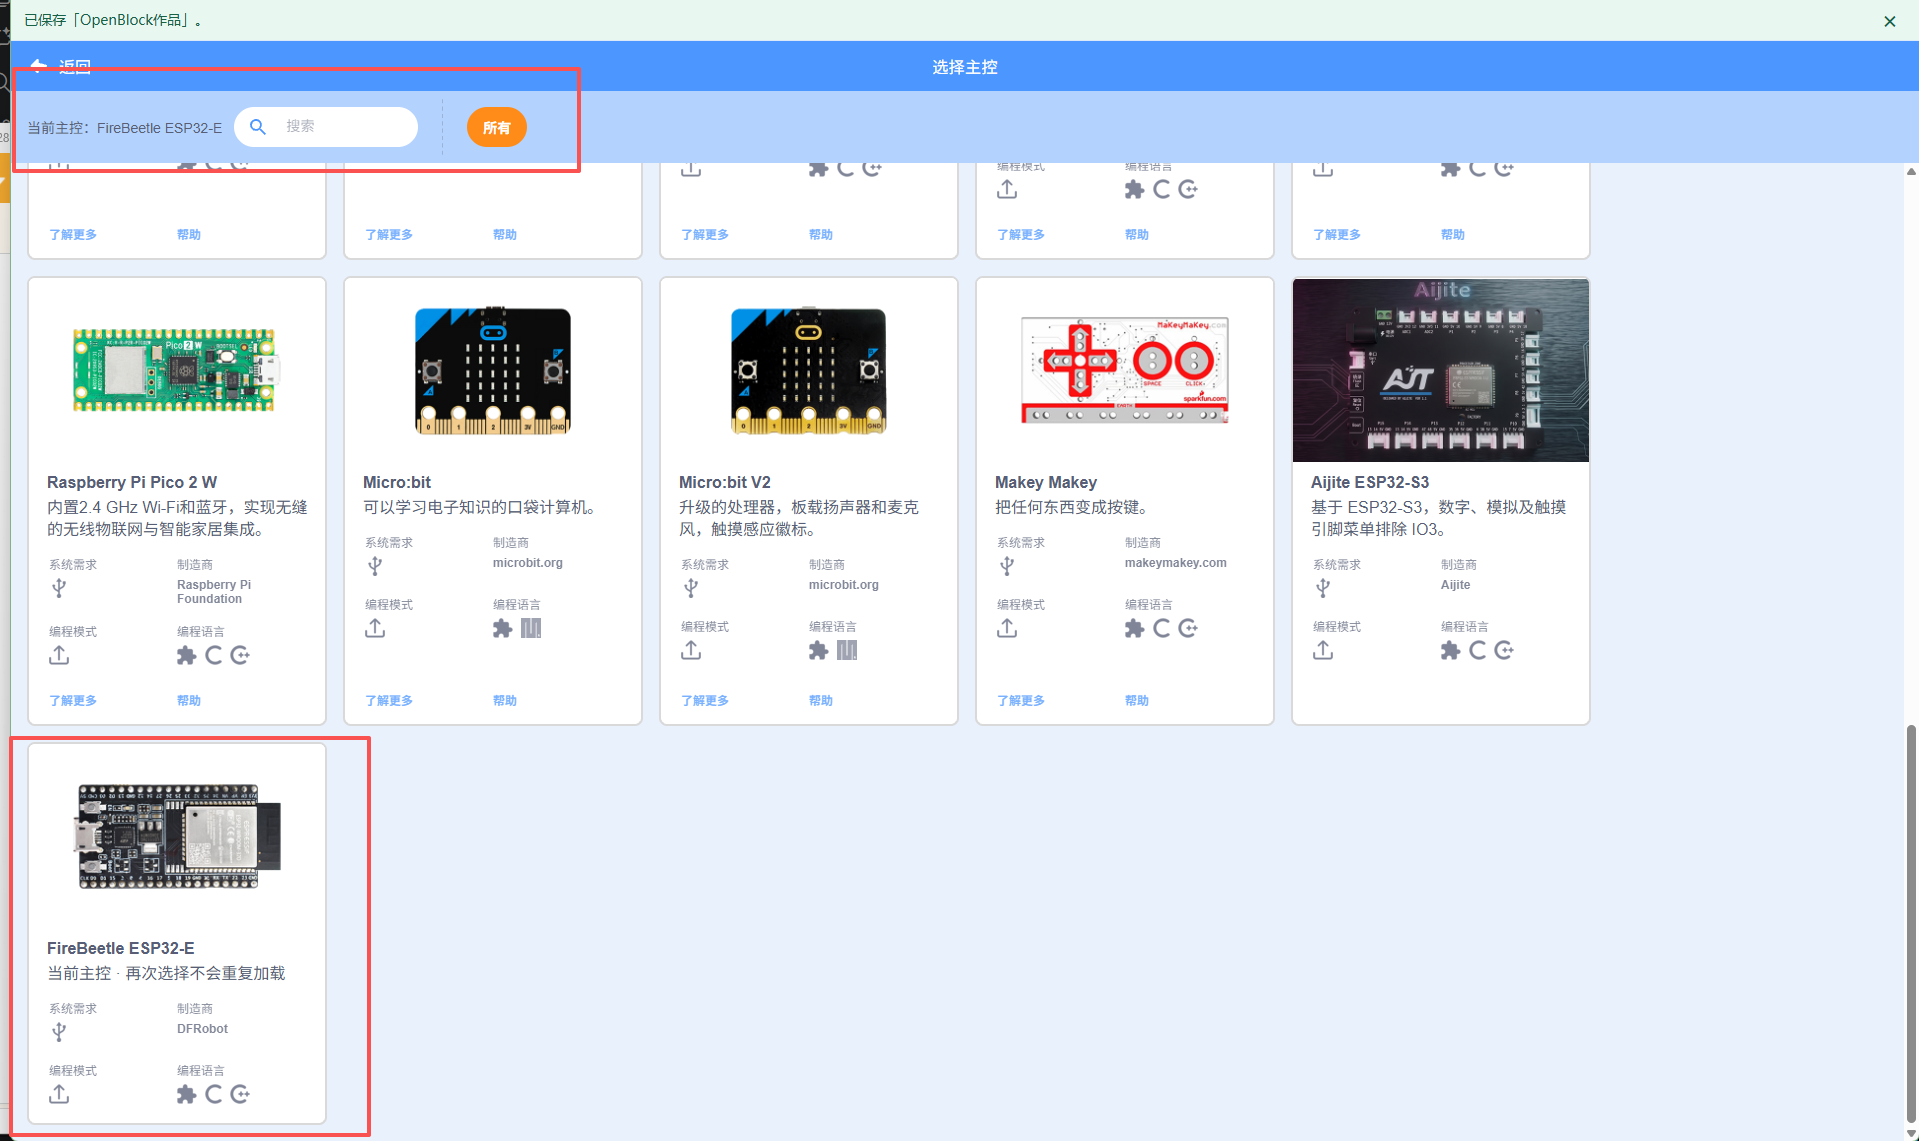 已保存「OpenBlock作品」。
返回
选择主控
当前主控：FireBeetle ESP32-E
搜索
所有
编程模式
编程语言
了解更多
帮助
了解更多
帮助
了解更多
帮助
了解更多
帮助
了解更多
帮助
Raspberry Pi Pico 2 W
内置2.4 GHz Wi-Fi和蓝牙，实现无缝
的无线物联网与智能家居集成。
系统需求
制造商
Raspberry Pi
Foundation
编程模式
编程语言
了解更多
帮助
Micro:bit
可以学习电子知识的口袋计算机。
系统需求
制造商
microbit.org
编程模式
编程语言
了解更多
帮助
Micro:bit V2
升级的处理器，板载扬声器和麦克
风，触摸感应徽标。
系统需求
制造商
microbit.org
编程模式
编程语言
了解更多
帮助
MaKeyMaKey.com
SPACE
CLICK
EARTH
sparkfun.com
Makey Makey
把任何东西变成按键。
系统需求
制造商
makeymakey.com
编程模式
编程语言
了解更多
帮助
Aijite
AJT
Aijite ESP32-S3
基于 ESP32-S3，数字、模拟及触摸
引脚菜单排除 IO3。
系统需求
制造商
Aijite
编程模式
编程语言
FireBeetle ESP32-E
当前主控 · 再次选择不会重复加载
系统需求
制造商
DFRobot
编程模式
编程语言